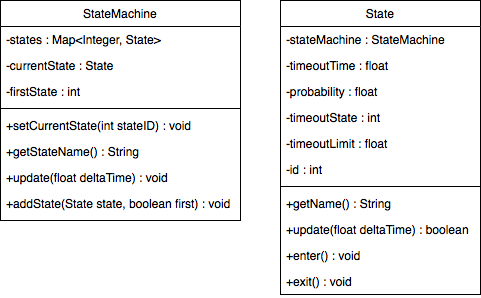 StateMachine
-states : Map<Integer, State>
-currentState : State
-firstState : int
+setCurrentState(int stateID) : void
+getStateName() : String
+update(float deltaTime) : void
+addState(State state, boolean first) : void
State
-stateMachine : StateMachine
-timeoutTime : float
-probability : float
-timeoutState : int
-timeoutLimit : float
-id : int
+getName() : String
+update(float deltaTime) : boolean
+enter() : void
+exit() : void